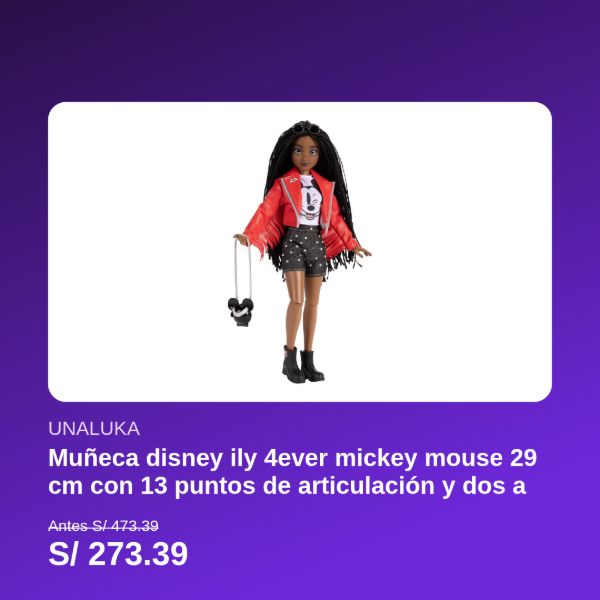 UNALUKA
Muñeca disney ily 4ever mickey mouse 29
cm con 13 puntos de articulación y dos a
Antes S/ 473.39
S/ 273.39